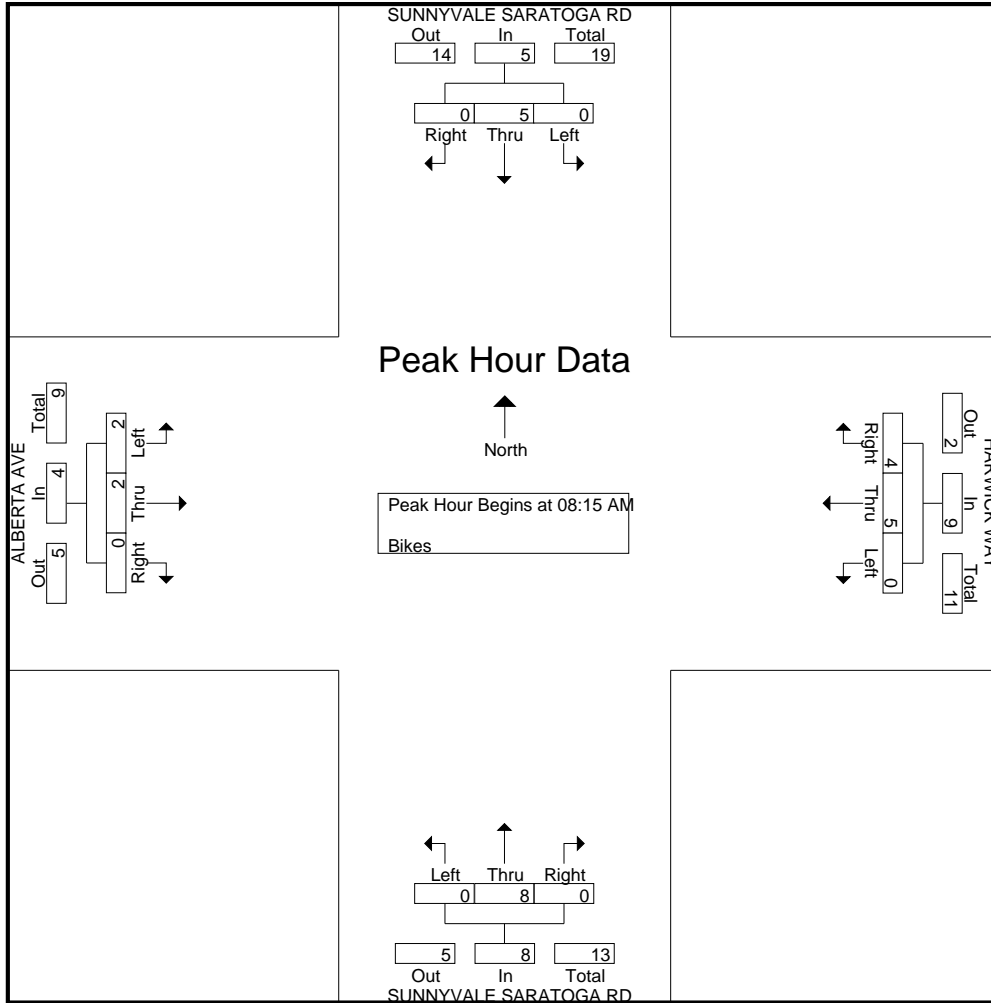 SUNNYVALE SARATOGA RD
Out In Total
14 5 19
0 5 0
Right Thru Left
Peak Hour Data
North
Peak Hour Begins at 08:15 AM
Bikes
ALBERTA AVE
Out In Total
5 4 9
Right Thru Left
0 2 2
HARWICK WAY
Out In Total
2 9 11
Right Thru Left
4 5 0
Left Thru Right
0 8 0
5 8 13
Out In Total
SUNNYVALE SARATOGA RD